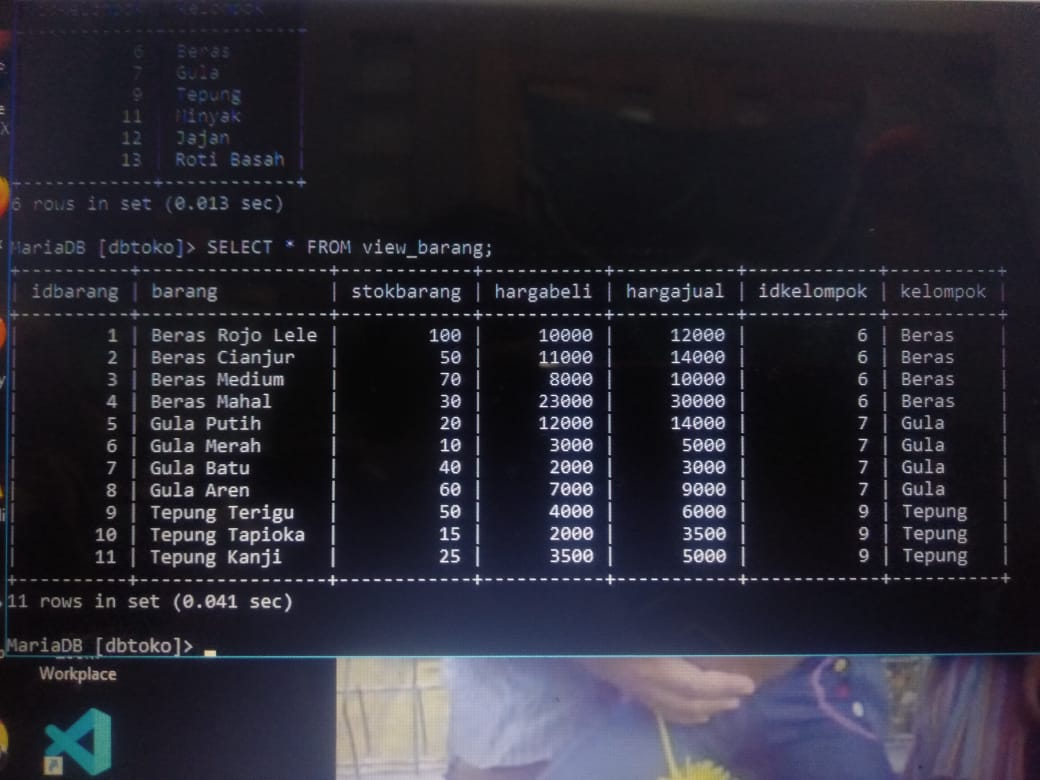 6 | Beras
7 | Gula
9 | Tepung
11 | Minyak
12 | Jajan
13 | Roti Basah
6 rows in set (0.013 sec)
MariaDB [dbtoko]> SELECT * FROM view_barang;
| idbarang | barang | stokbarang | hargabeli | hargajual | idkelompok | kelompok |
| 1 | Beras Rojo Lele | 100 | 10000 | 12000 | 6 | Beras |
| 2 | Beras Cianjur | 50 | 11000 | 14000 | 6 | Beras |
| 3 | Beras Medium | 70 | 8000 | 10000 | 6 | Beras |
| 4 | Beras Mahal | 30 | 23000 | 30000 | 6 | Beras |
| 5 | Gula Putih | 20 | 12000 | 14000 | 7 | Gula |
| 6 | Gula Merah | 10 | 3000 | 5000 | 7 | Gula |
| 7 | Gula Batu | 40 | 2000 | 3000 | 7 | Gula |
| 8 | Gula Aren | 60 | 7000 | 9000 | 7 | Gula |
| 9 | Tepung Terigu | 50 | 4000 | 6000 | 9 | Tepung |
| 10 | Tepung Tapioka | 15 | 2000 | 3500 | 9 | Tepung |
| 11 | Tepung Kanji | 25 | 3500 | 5000 | 9 | Tepung |
11 rows in set (0.041 sec)
MariaDB [dbtoko]> _
Workplace